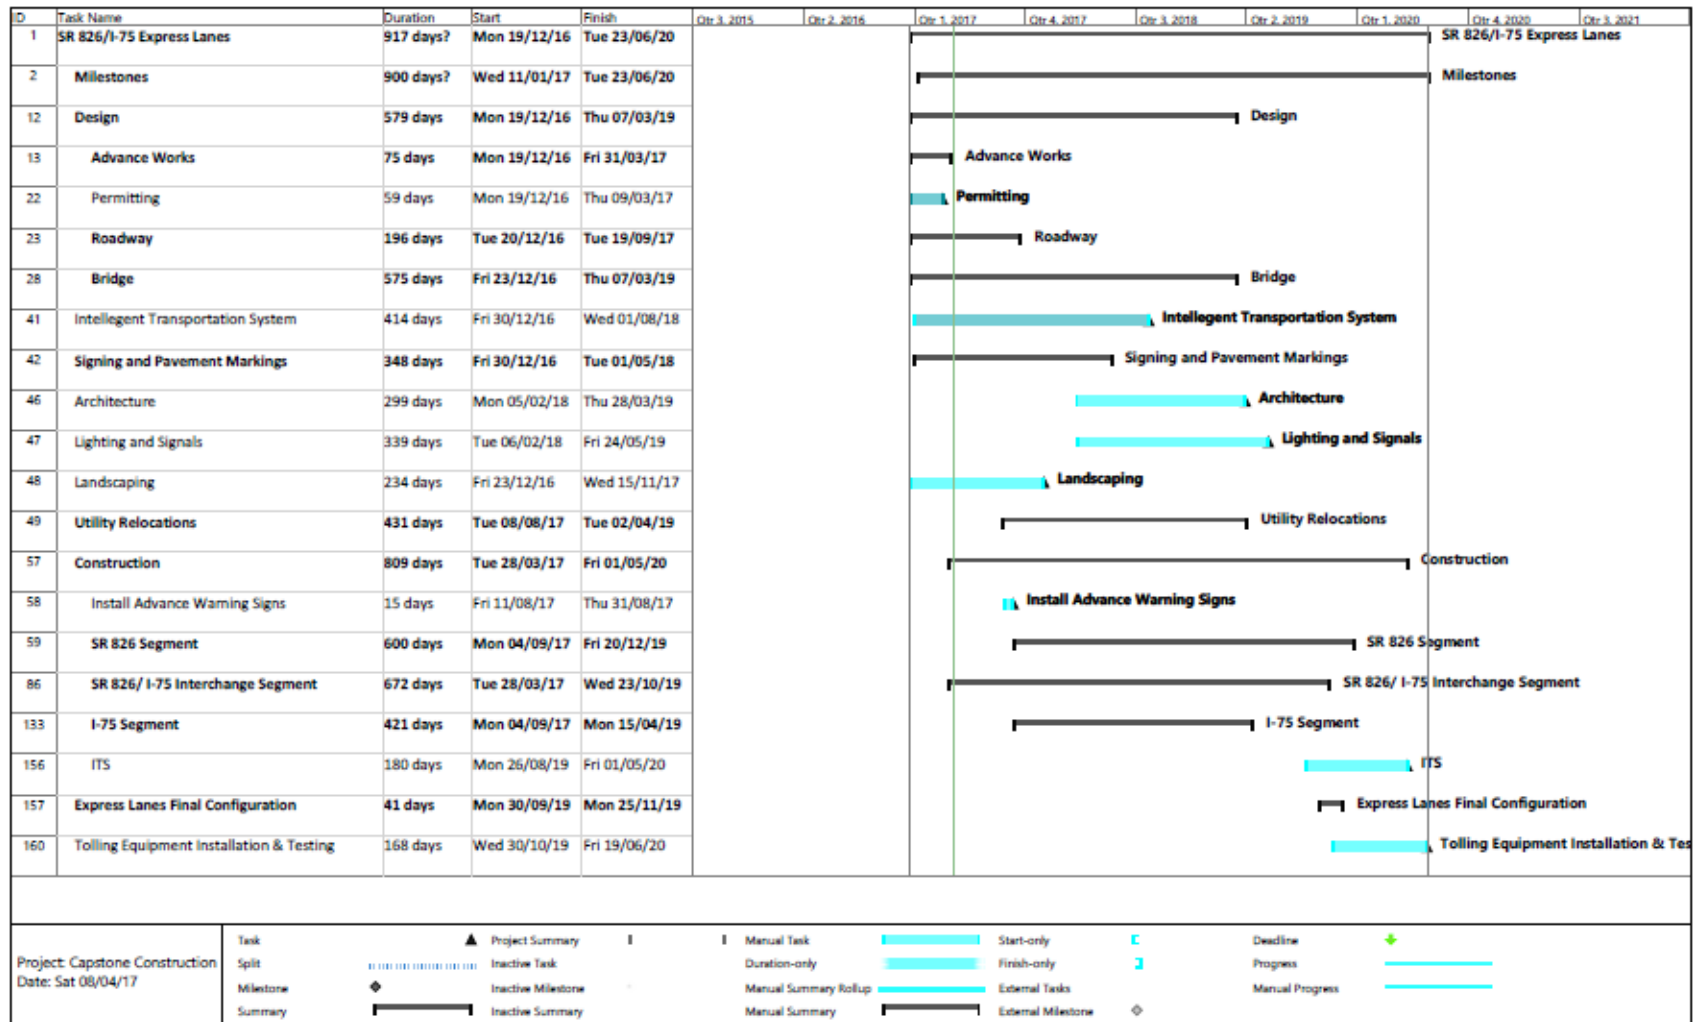 ID Task Name Duration Start Finish Qtr 3, 2015 Qtr 2, 2016 Qtr 1, 2017 Qtr 4, 2017 Qtr 3, 2018 Qtr 2, 2019 Qtr 1, 2020 Qtr 4, 2020 Qtr 3, 2021
1 SR 826/I-75 Express Lanes 917 days? Mon 19/12/16 Tue 23/06/20 SR 826/I-75 Express Lanes
2 Milestones 900 days? Wed 11/01/17 Tue 23/06/20 Milestones
12 Design 579 days Mon 19/12/16 Thu 07/03/19 Design
13 Advance Works 75 days Mon 19/12/16 Fri 31/03/17 Advance Works
22 Permitting 59 days Mon 19/12/16 Thu 09/03/17 Permitting
23 Roadway 196 days Tue 20/12/16 Tue 19/09/17 Roadway
28 Bridge 575 days Fri 23/12/16 Thu 07/03/19 Bridge
41 Intellegent Transportation System 414 days Fri 30/12/16 Wed 01/08/18 Intellegent Transportation System
42 Signing and Pavement Markings 348 days Fri 30/12/16 Tue 01/05/18 Signing and Pavement Markings
46 Architecture 299 days Mon 05/02/18 Thu 28/03/19 Architecture
47 Lighting and Signals 339 days Tue 06/02/18 Fri 24/05/19 Lighting and Signals
48 Landscaping 234 days Fri 23/12/16 Wed 15/11/17 Landscaping
49 Utility Relocations 431 days Tue 08/08/17 Tue 02/04/19 Utility Relocations
57 Construction 809 days Tue 28/03/17 Fri 01/05/20 Construction
58 Install Advance Warning Signs 15 days Fri 11/08/17 Thu 31/08/17 Install Advance Warning Signs
59 SR 826 Segment 600 days Mon 04/09/17 Fri 20/12/19 SR 826 Segment
86 SR 826/ I-75 Interchange Segment 672 days Tue 28/03/17 Wed 23/10/19 SR 826/ I-75 Interchange Segment
133 I-75 Segment 421 days Mon 04/09/17 Mon 15/04/19 I-75 Segment
156 ITS 180 days Mon 26/08/19 Fri 01/05/20 ITS
157 Express Lanes Final Configuration 41 days Mon 30/09/19 Mon 25/11/19 Express Lanes Final Configuration
160 Tolling Equipment Installation & Testing 168 days Wed 30/10/19 Fri 19/06/20 Tolling Equipment Installation & Tes
Project: Capstone Construction
Date: Sat 08/04/17
Task Project Summary Manual Task Start-only Deadline
Split Inactive Task Duration-only Finish-only Progress
Milestone Inactive Milestone Manual Summary Rollup External Tasks Manual Progress
Summary Inactive Summary Manual Summary External Milestone